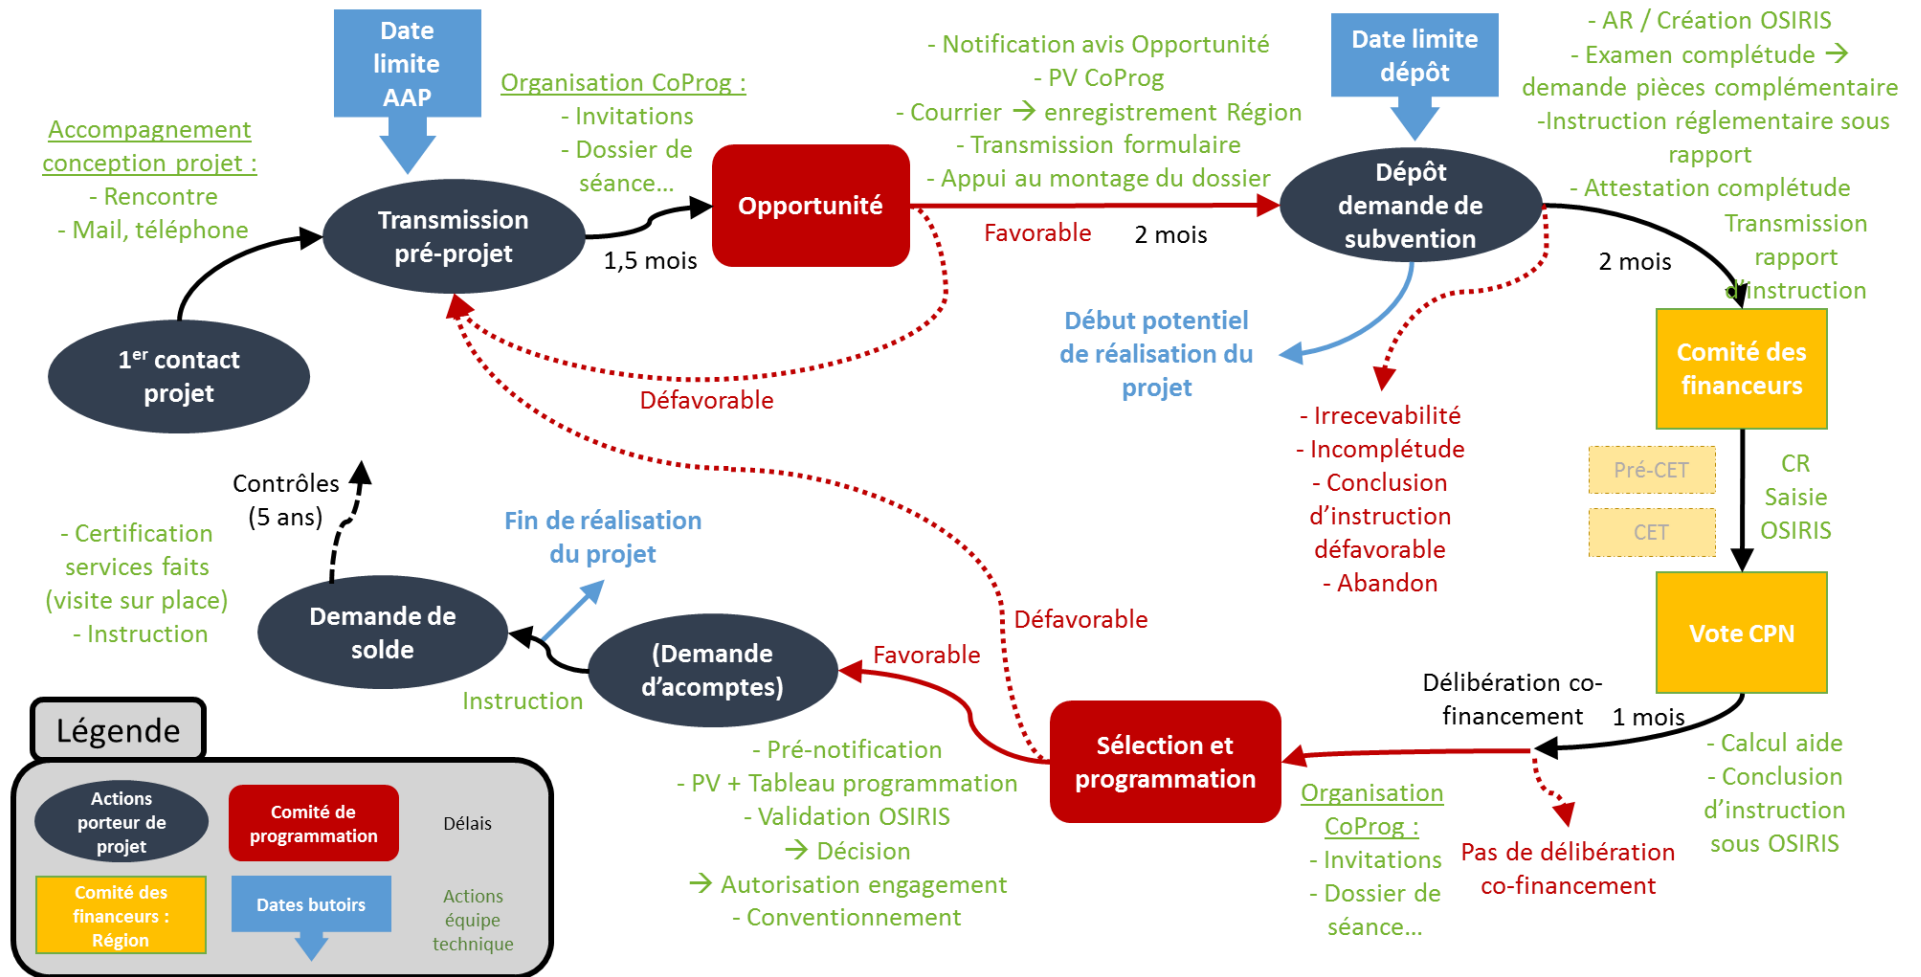 Date
limite
AAP
Accompagnement
conception projet :
- Rencontre
- Mail, téléphone
Organisation CoProg :
- Invitations
- Dossier de
séance...
- Notification avis Opportunité
- PV CoProg
- Courrier → enregistrement Région
- Transmission formulaire
- Appui au montage du dossier
Date limite
dépôt
- AR / Création OSIRIS
- Examen complétude →
demande pièces complémentaire
-Instruction réglementaire sous
rapport
- Attestation complétude
Transmission
rapport
d'instruction
1er contact
projet
Transmission
pré-projet
1,5 mois
Opportunité
Favorable
2 mois
Défavorable
Dépôt
demande de
subvention
2 mois
Début potentiel
de réalisation du
projet
- Irrecevabilité
- Incomplétude
- Conclusion
d'instruction
défavorable
- Abandon
Comité des
financeurs
Pré-CET
CET
CR
Saisie
OSIRIS
Vote CPN
Délibération co-
financement
1 mois
- Calcul aide
- Conclusion
d'instruction
sous OSIRIS
Pas de délibération
co-financement
Organisation
CoProg :
- Invitations
- Dossier de
séance...
Sélection et
programmation
Défavorable
Favorable
- Pré-notification
- PV + Tableau programmation
- Validation OSIRIS
→ Décision
→ Autorisation engagement
- Conventionnement
(Demande
d'acomptes)
Instruction
Fin de réalisation
du projet
Demande de
solde
Contrôles
(5 ans)
- Certification
services faits
(visite sur place)
- Instruction
Légende
Actions
porteur de
projet
Comité de
programmation
Délais
Comité des
financeurs :
Région
Dates butoirs
Actions
équipe
technique